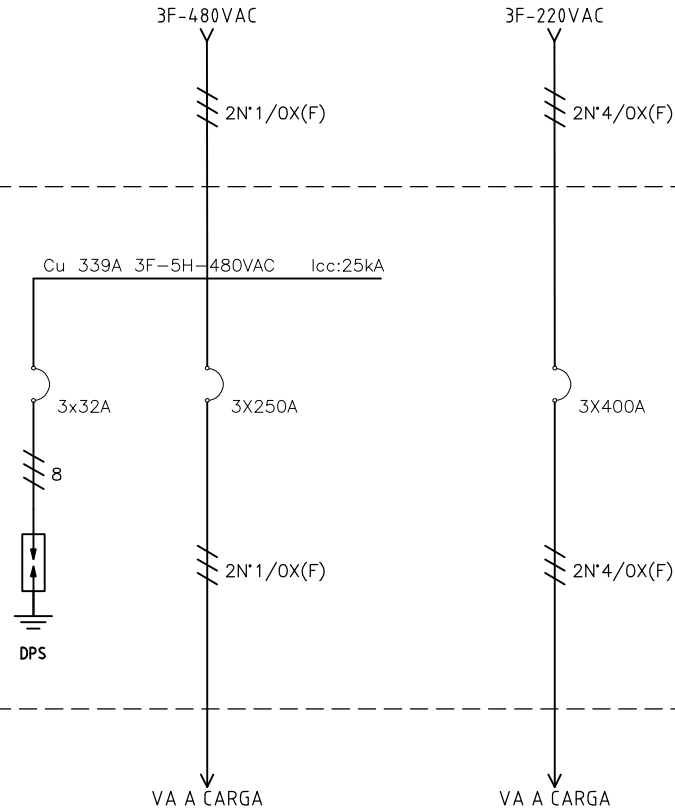 3F-480VAC
3F-220VAC
2N°1/0X(F)
2N°4/0X(F)
Cu 339A 3F-5H-480VAC Icc:25kA
3x32A
3X250A
3X400A
8
2N°1/0X(F)
2N°4/0X(F)
DPS
VA A CARGA
VA A CARGA